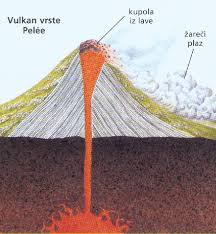 Vulkan vrste
Pelée
kupola
iz lave
žareči
plaz